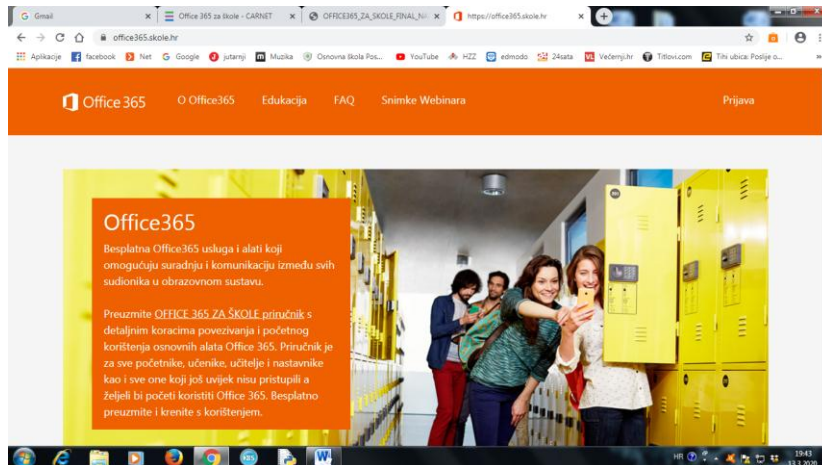 Gmail
Office 365 za škole - CARNET
OFFICE365_ZA_SKOLE_FINAL_N
https://office365.skole.hr
office365.skole.hr
Aplikacije facebook Net Google jutarnji Muzika Osnovna škola Pos... YouTube HZZ edmodo 24sata Večernji.hr Titlovi.com Tihi ubica: Poslije o... »
Office 365 O Office365 Edukacija FAQ Snimke Webinara Prijava
Office365
Besplatna Office365 usluga i alati koji
omogućuju suradnju i komunikaciju između svih
sudionika u obrazovnom sustavu.
Preuzmite OFFICE 365 ZA ŠKOLE priručnik s
detaljnim koracima povezivanja i početnog
korištenja osnovnih alata Office 365. Priručnik je
za sve početnike, učenike, učitelje i nastavnike
kao i sve one koji još uvijek nisu pristupili a
željeli bi početi koristiti Office 365. Besplatno
preuzmite i krenite s korištenjem.
HR
19:43
13.3.2020.